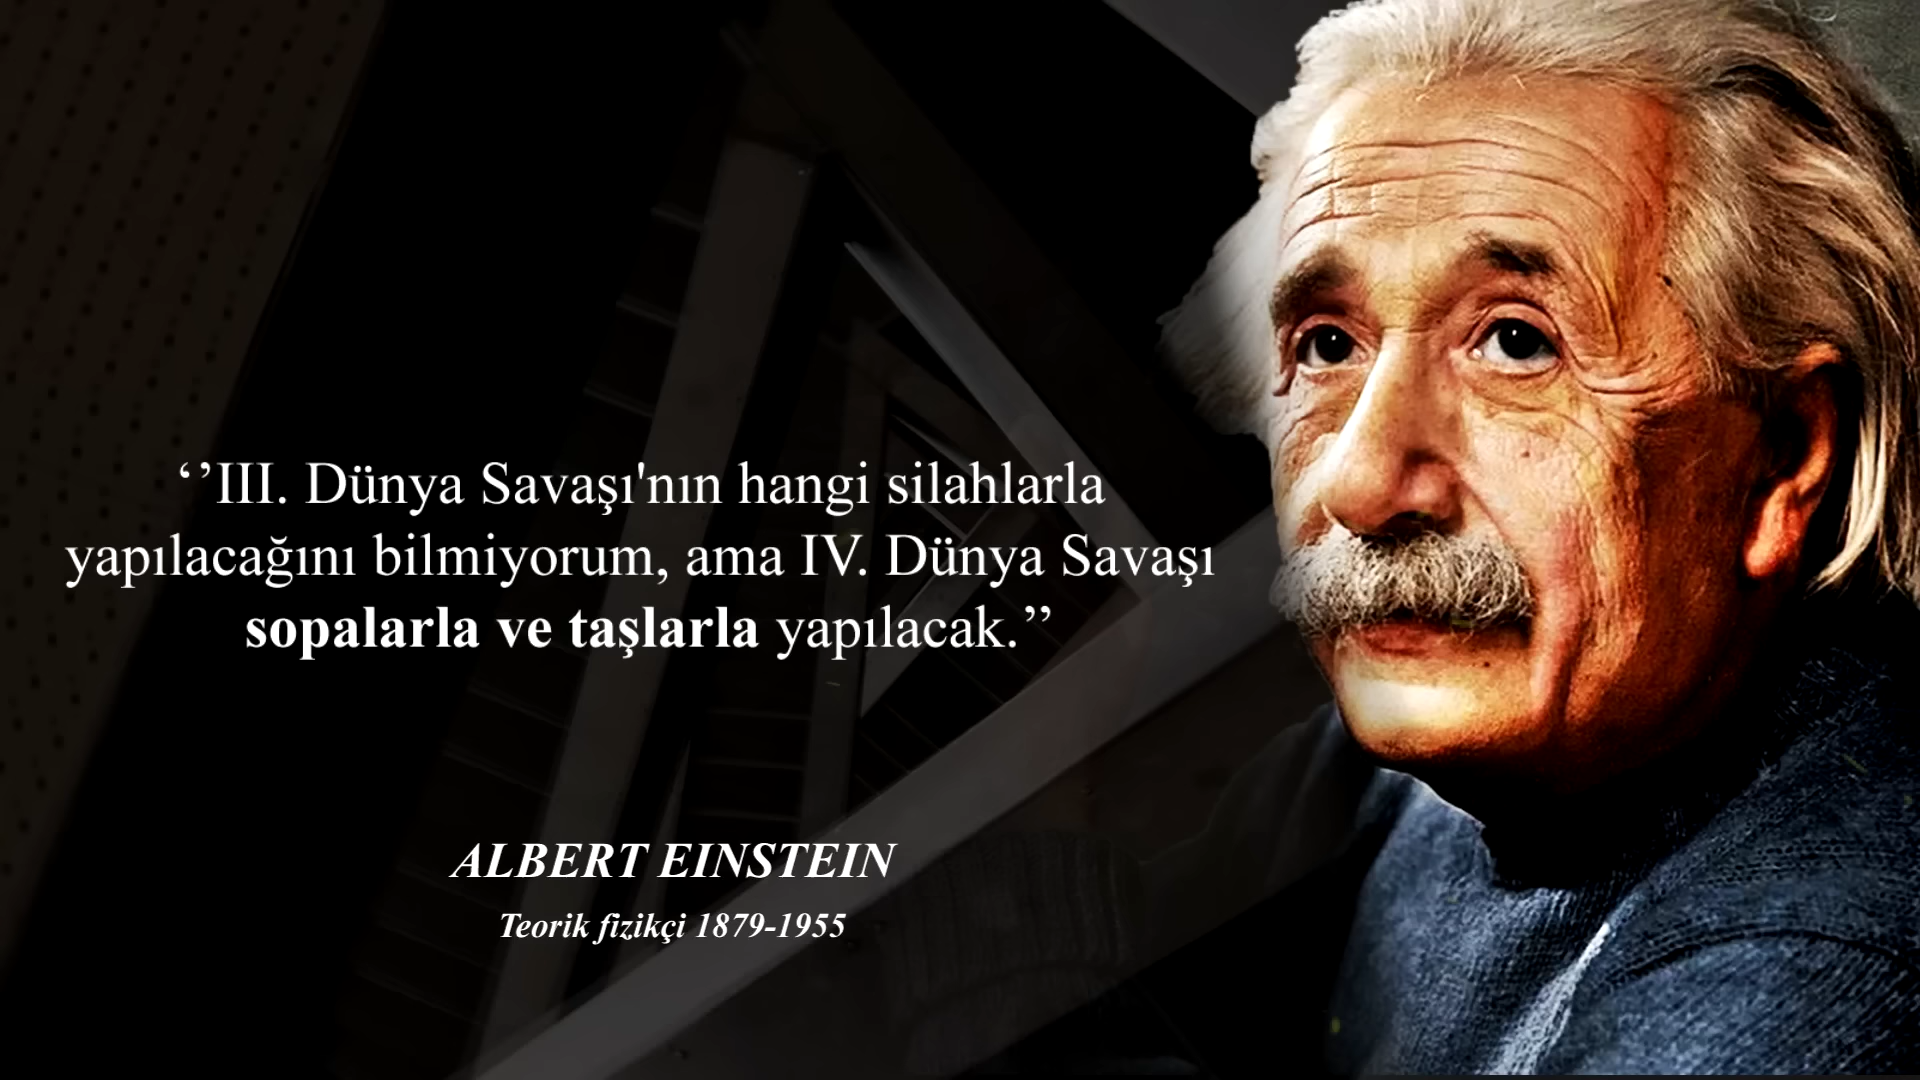 ‘’III. Dünya Savaşı'nın hangi silahlarla
yapılacağını bilmiyorum, ama IV. Dünya Savaşı
sopalarla ve taşlarla yapılacak.’’
ALBERT EINSTEIN
Teorik fizikçi 1879-1955